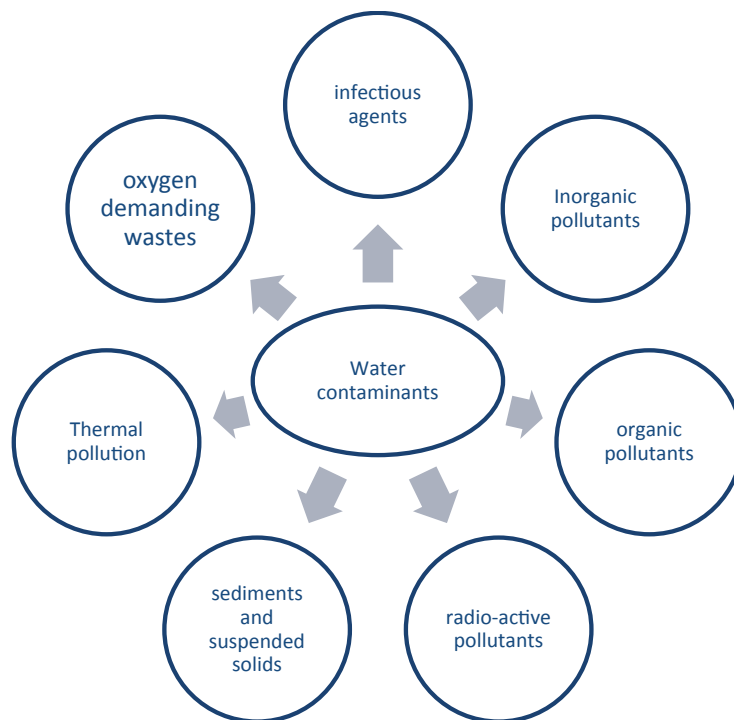 infectious
agents
Inorganic
pollutants
organic
pollutants
radio-active
pollutants
sediments
and
suspended
solids
Thermal
pollution
oxygen
demanding
wastes
Water
contaminants